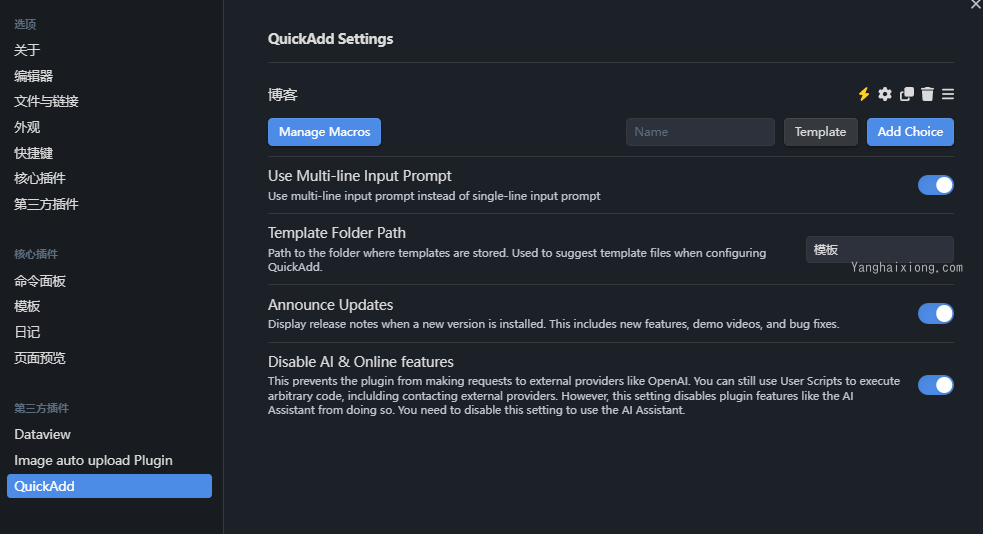 选项
关于
编辑器
文件与链接
外观
快捷键
核心插件
第三方插件
核心插件
命令面板
模板
日记
页面预览
第三方插件
Dataview
Image auto upload Plugin
QuickAdd
QuickAdd Settings
博客
Manage Macros
Name
Template
Add Choice
Use Multi-line Input Prompt
Use multi-line input prompt instead of single-line input prompt
Template Folder Path
Path to the folder where templates are stored. Used to suggest template files when configuring
QuickAdd.
模板
Yanghaixiong.com
Announce Updates
Display release notes when a new version is installed. This includes new features, demo videos, and bug fixes.
Disable AI & Online features
This prevents the plugin from making requests to external providers like OpenAI. You can still use User Scripts to execute
arbitrary code, inclulding contacting external providers. However, this setting disables plugin features like the AI
Assistant from doing so. You need to disable this setting to use the AI Assistant.